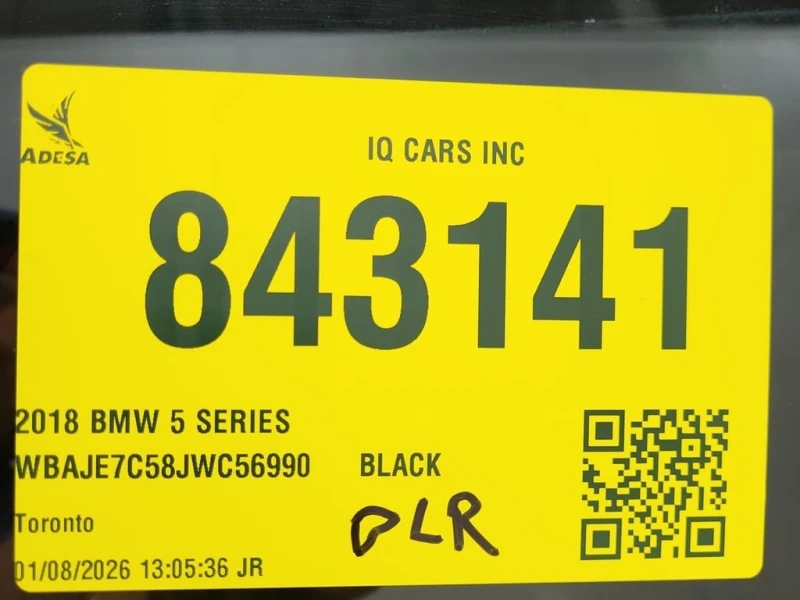 ADESA
IQ CARS INC
843141
2018 BMW 5 SERIES
WBAJE7C58JWC56990 BLACK
DLR
Toronto
01/08/2026 13:05:36 JR